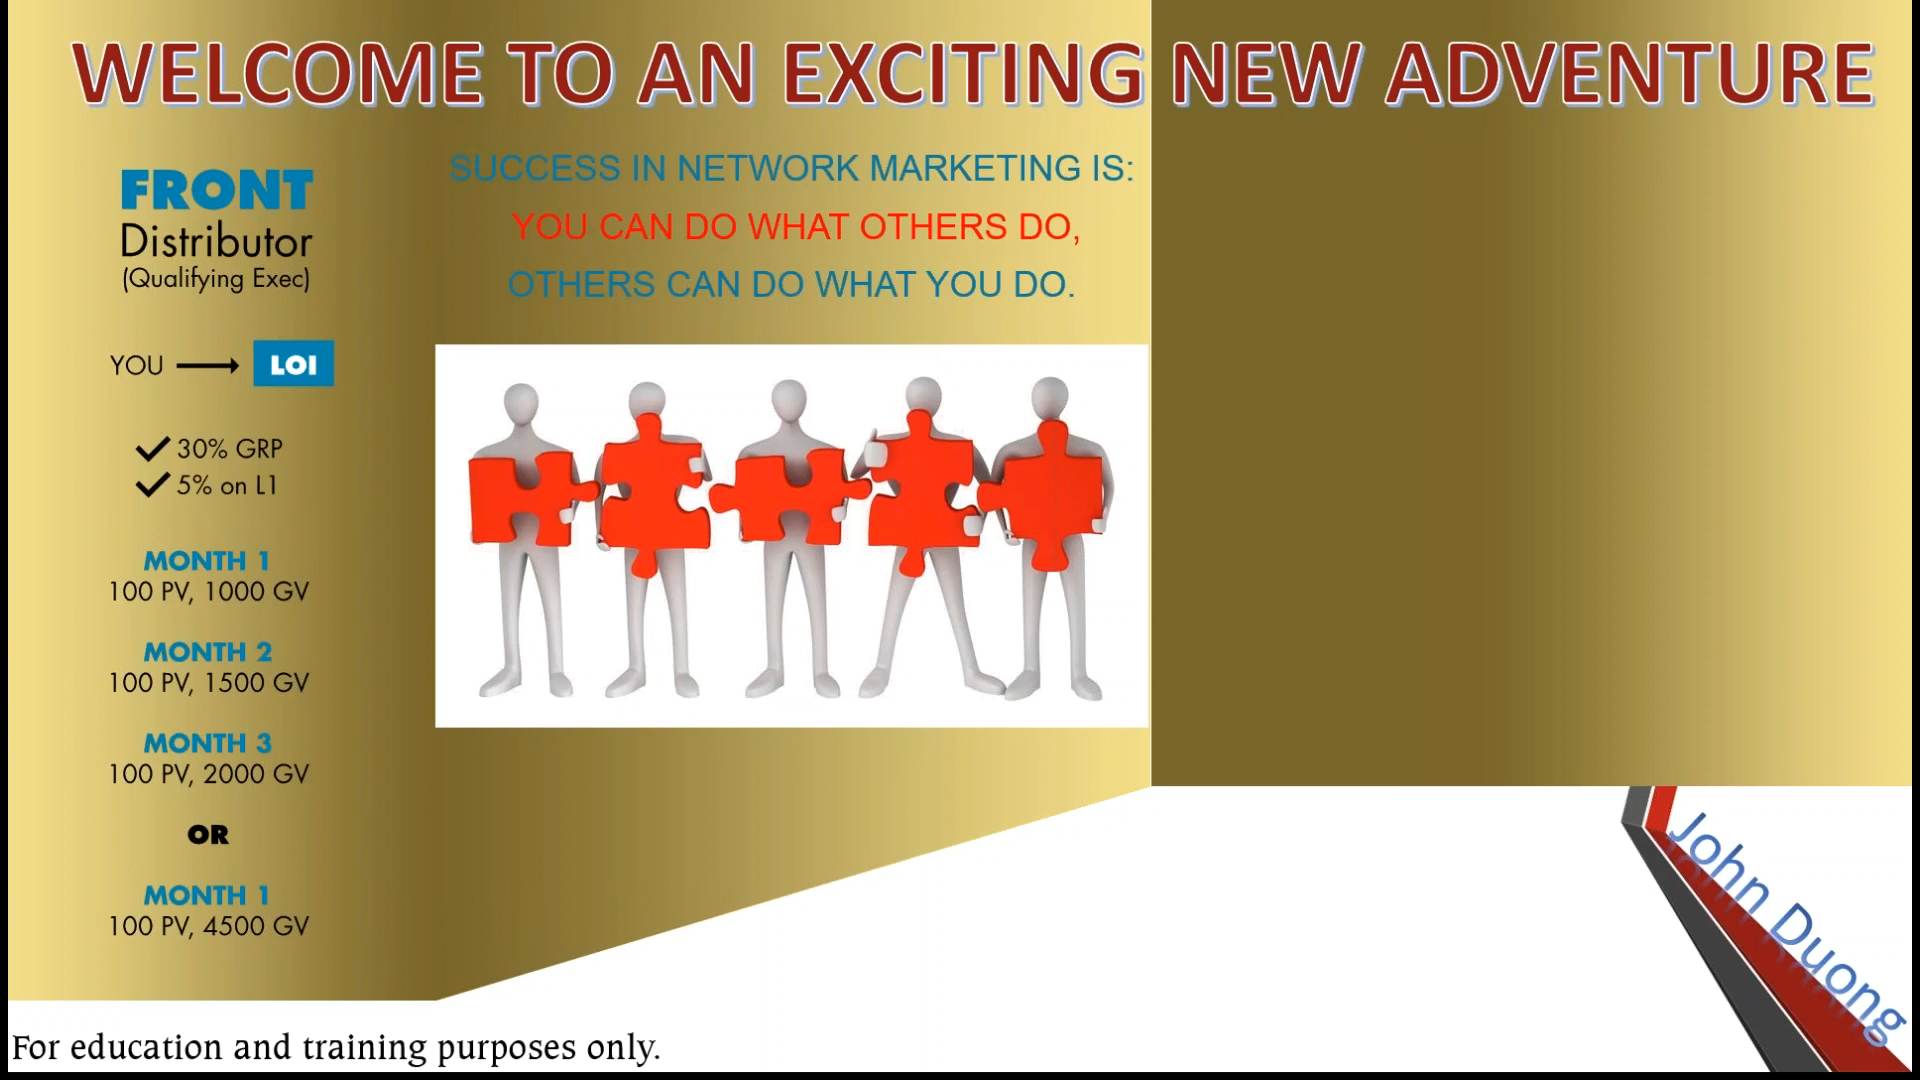 WELCOME TO AN EXCITING NEW ADVENTURE
FRONT
Distributor
(Qualifying Exec)
YOU
LOI
30% GRP
5% on L1
MONTH 1
100 PV, 1000 GV
MONTH 2
100 PV, 1500 GV
MONTH 3
100 PV, 2000 GV
OR
MONTH 1
100 PV, 4500 GV
SUCCESS IN NETWORK MARKETING IS:
YOU CAN DO WHAT OTHERS DO,
OTHERS CAN DO WHAT YOU DO.
John Duong
For education and training purposes only.